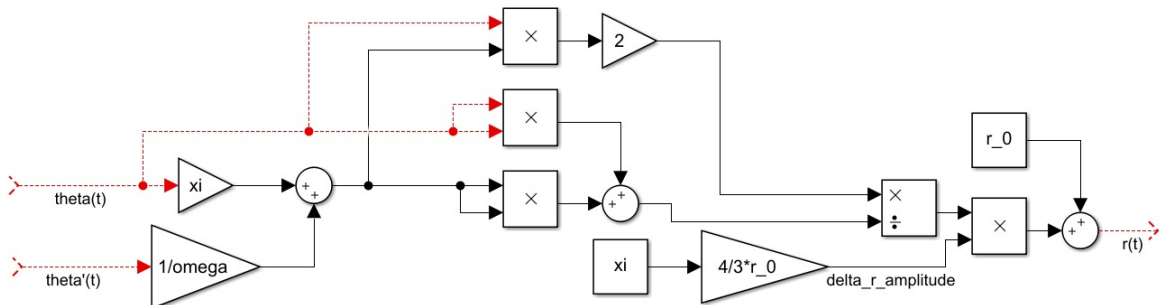 ×
2
×
r_0
xi
+
+
theta(t)
×
+
+
×
÷
×
+
+
r(t)
theta'(t)
1/omega
xi
4/3*r_0
delta_r_amplitude